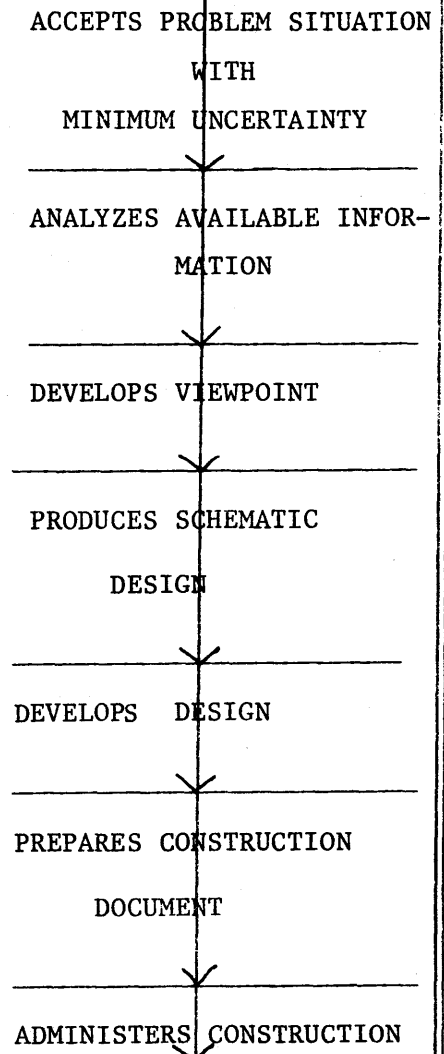 ACCEPTS PROBLEM SITUATION
WITH
MINIMUM UNCERTAINTY
ANALYZES AVAILABLE INFOR-
MATION
DEVELOPS VIEWPOINT
PRODUCES SCHEMATIC
DESIGN
DEVELOPS DESIGN
PREPARES CONSTRUCTION
DOCUMENT
ADMINISTERS CONSTRUCTION